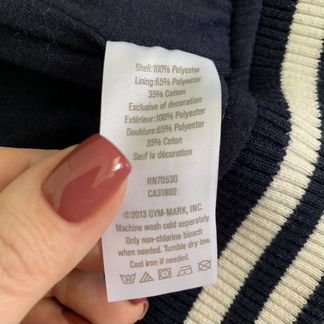 Shell:100% Polyester
Lining:65% Polyester
35% Cotton
Exclusive of decoration
Extérieur:100% Polyester
Doublure:65% Polyester
35% Coton
Sauf la décoration
RN70530
CA31802
©2013 GYM-MARK, INC.
Machine wash cold separately.
Only non-chlorine bleach
when needed. Tumble dry low.
Cool iron if needed.